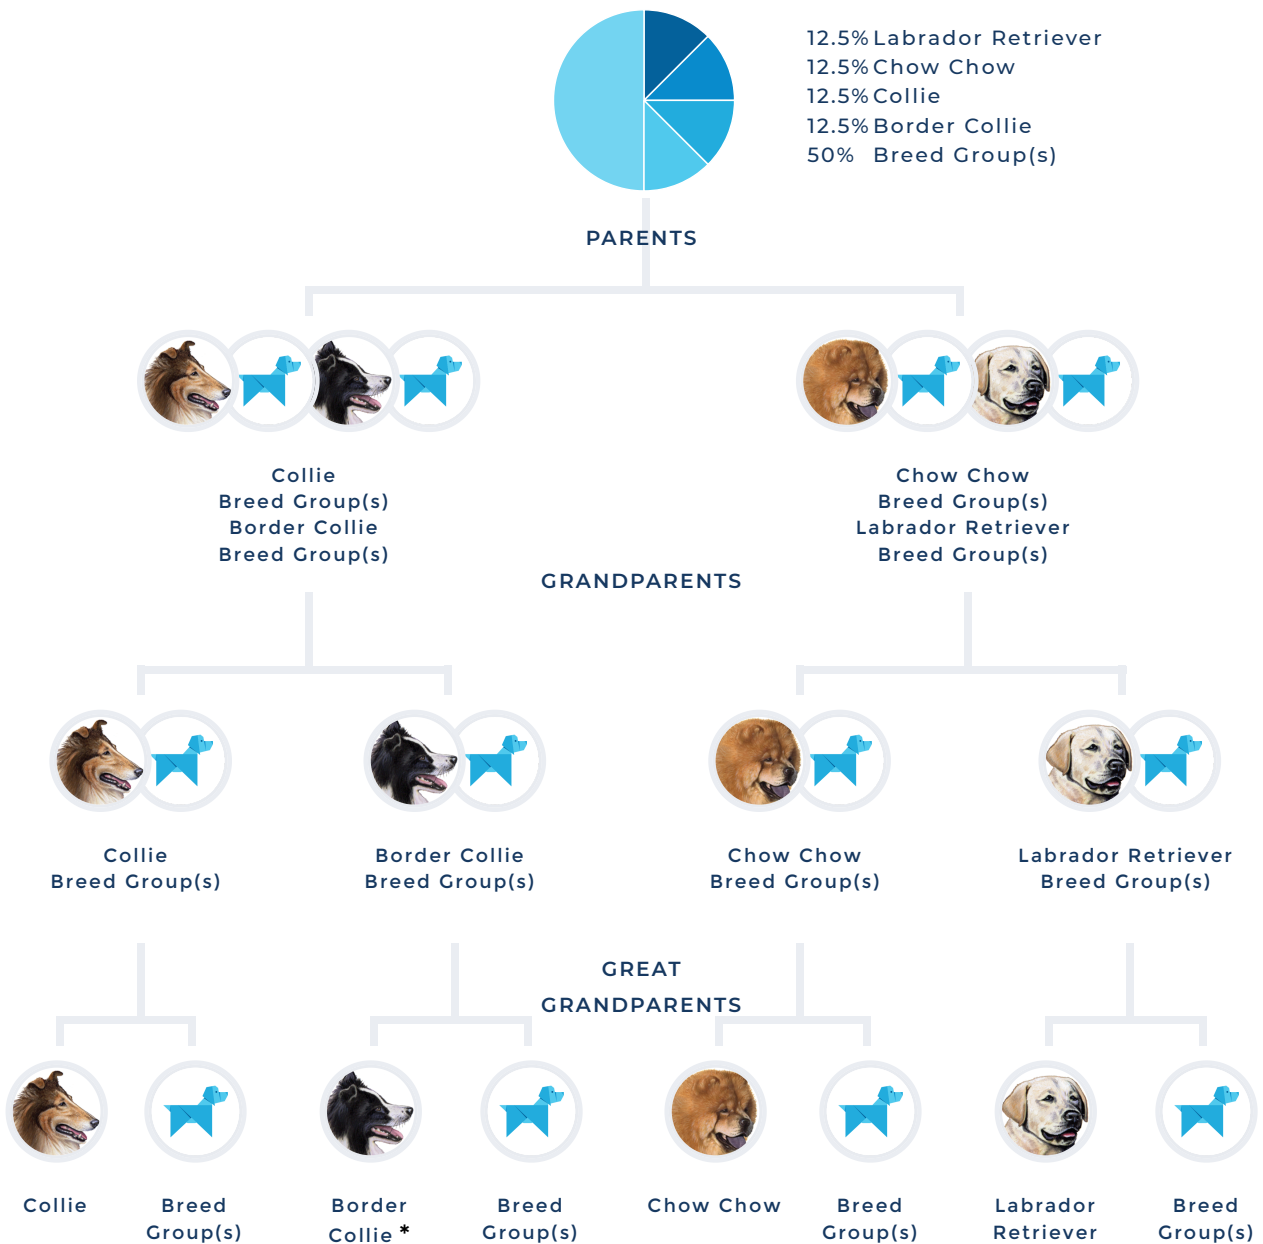 12.5% Labrador Retriever
12.5% Chow Chow
12.5% Collie
12.5% Border Collie
50% Breed Group(s)
PARENTS
Collie
Breed Group(s)
Border Collie
Breed Group(s)
Chow Chow
Breed Group(s)
Labrador Retriever
Breed Group(s)
GRANDPARENTS
Collie
Breed Group(s)
Border Collie
Breed Group(s)
Chow Chow
Breed Group(s)
Labrador Retriever
Breed Group(s)
GREAT
GRANDPARENTS
Collie
Breed
Group(s)
Border
Collie *
Breed
Group(s)
Chow Chow
Breed
Group(s)
Labrador
Retriever
Breed
Group(s)